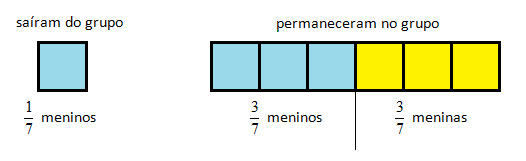 saíram do grupo
permaneceram no grupo
1/7 meninos
3/7 meninos
3/7 meninas